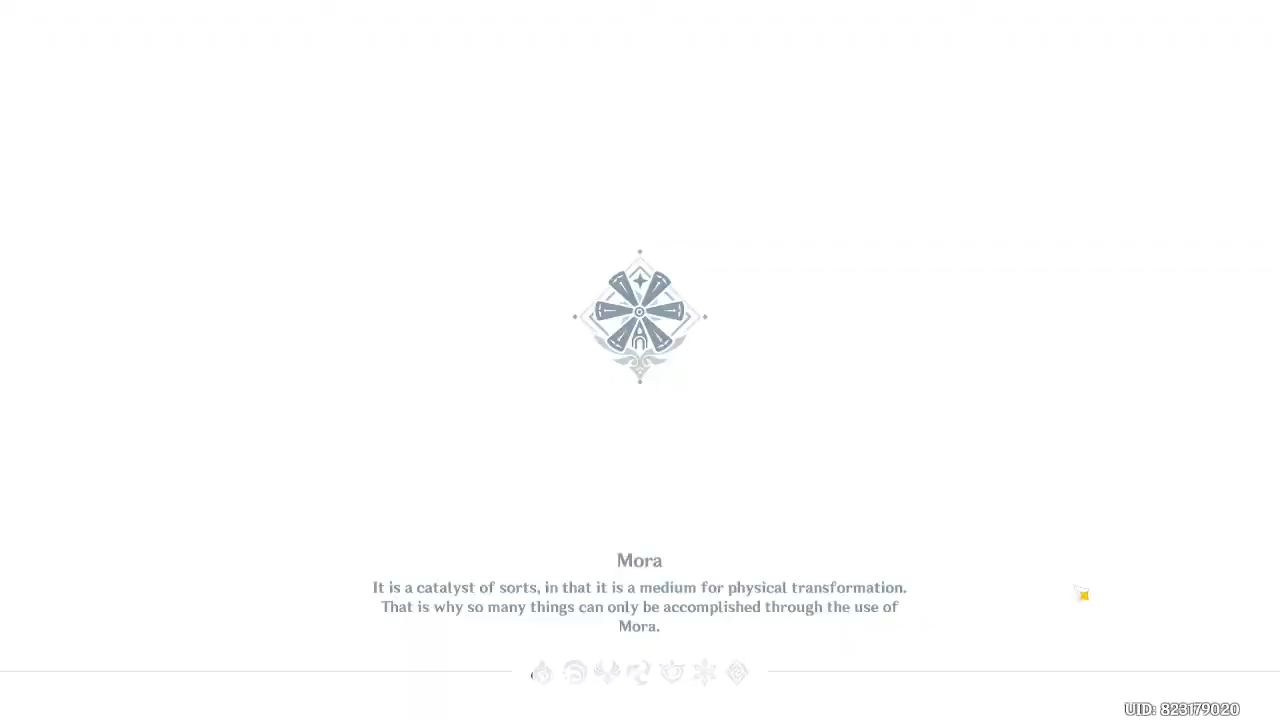 Mora
It is a catalyst of sorts, in that it is a medium for physical transformation.
That is why so many things can only be accomplished through the use of
Mora.
UID: 823179020